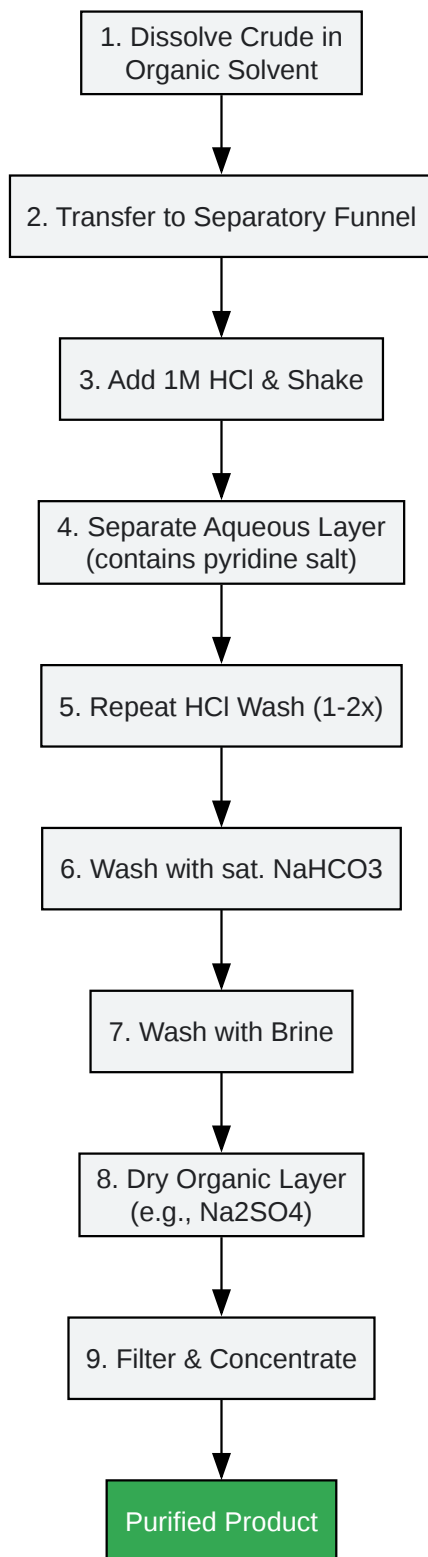 1. Dissolve Crude in
Organic Solvent
2. Transfer to Separatory Funnel
3. Add 1M HCl & Shake
4. Separate Aqueous Layer
(contains pyridine salt)
5. Repeat HCl Wash (1-2x)
6. Wash with sat. NaHCO3
7. Wash with Brine
8. Dry Organic Layer
(e.g., Na2SO4)
9. Filter & Concentrate
Purified Product